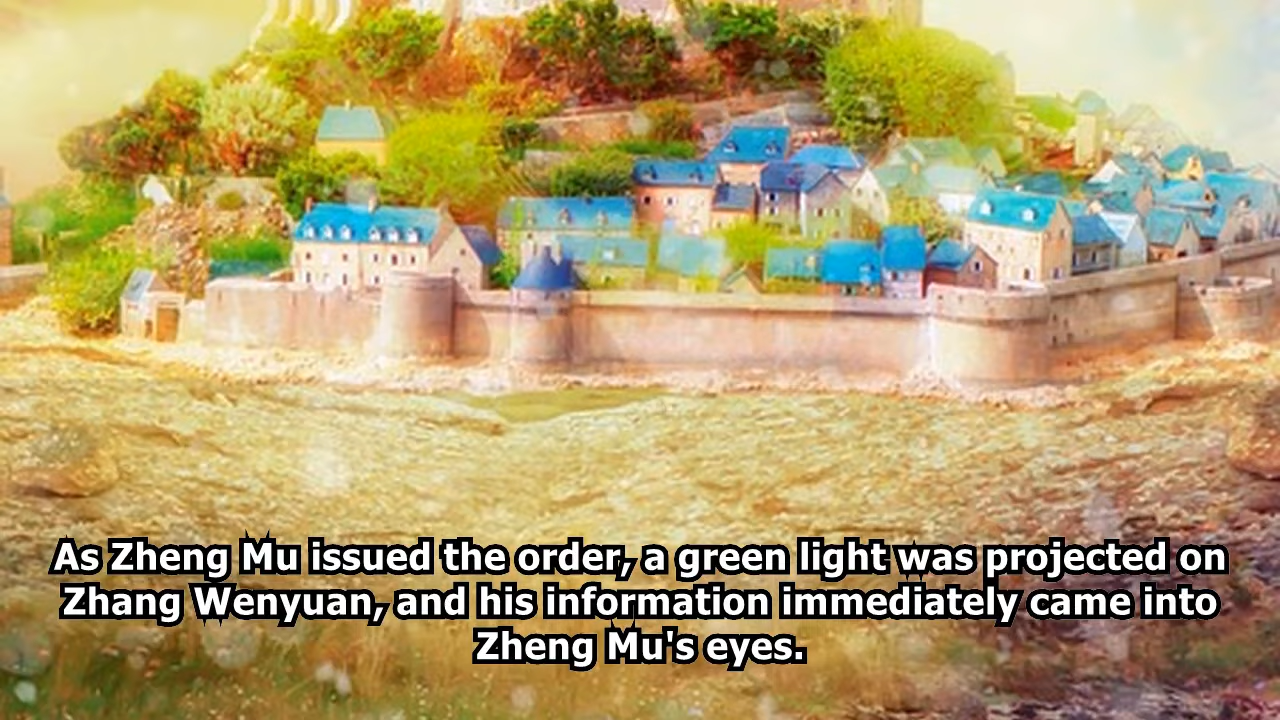 As Zheng Mu issued the order, a green light was projected on
Zhang Wenyuan, and his information immediately came into
Zheng Mu's eyes.